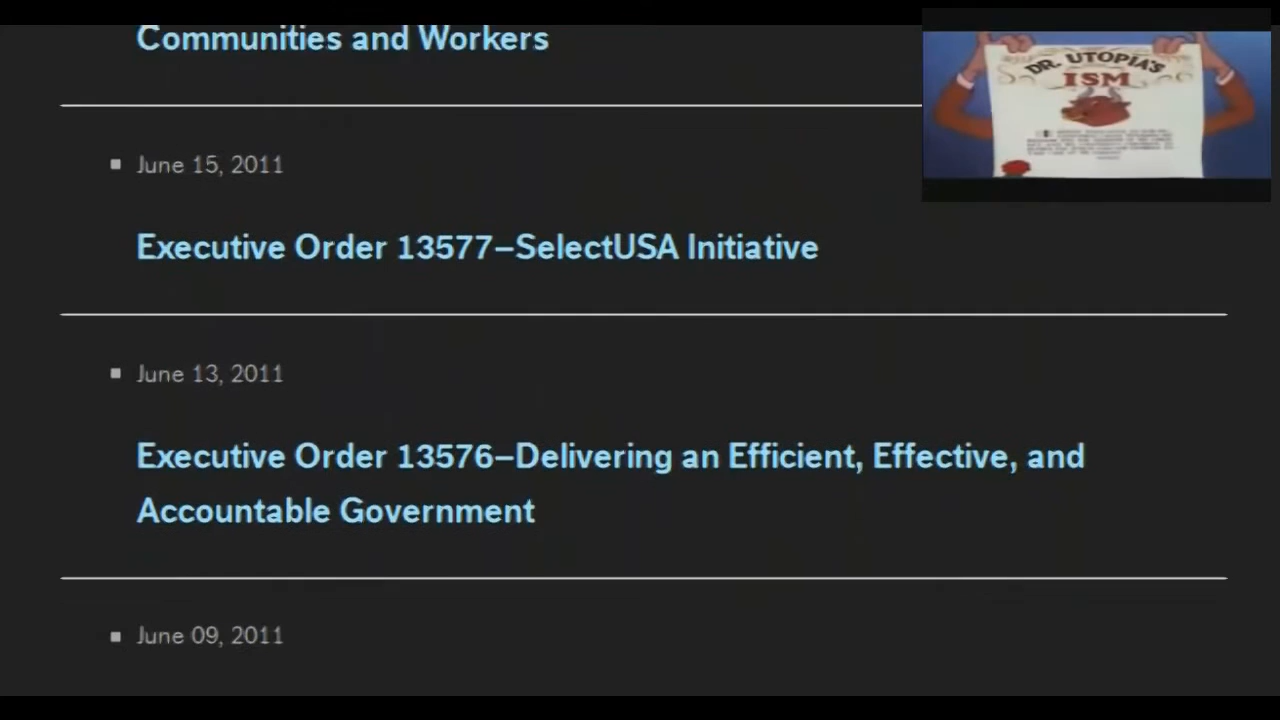 Communities and Workers
DR. UTOPIA'S
ISM
June 15, 2011
Executive Order 13577–SelectUSA Initiative
June 13, 2011
Executive Order 13576–Delivering an Efficient, Effective, and
Accountable Government
June 09, 2011